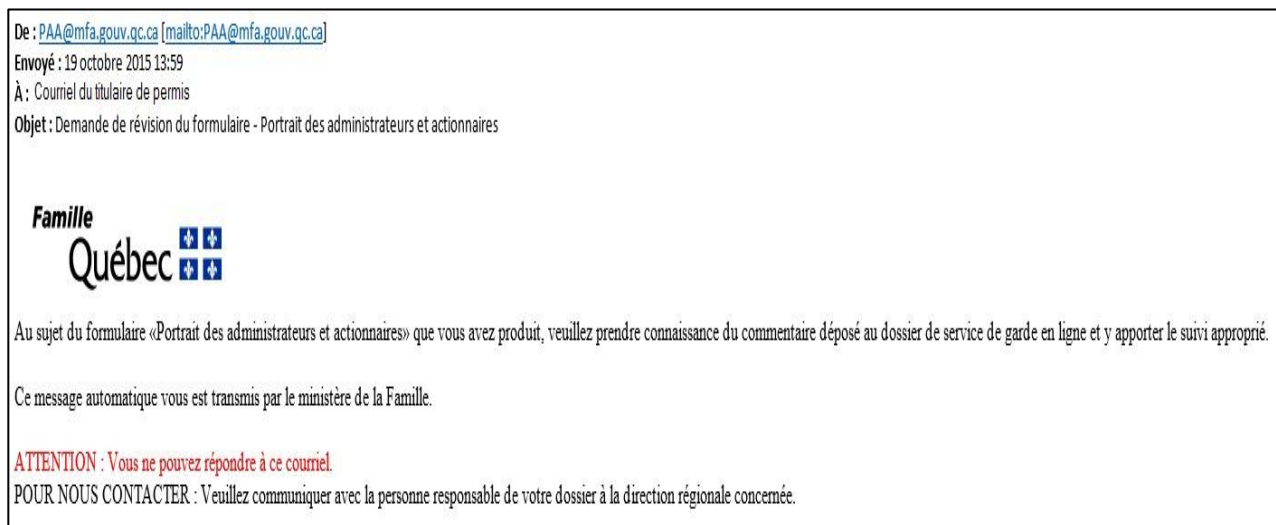 De : PAA@mfa.gouv.qc.ca [mailto:PAA@mfa.gouv.qc.ca]
Envoyé : 19 octobre 2015 13:59
À : Courriel du titulaire de permis
Objet : Demande de révision du formulaire - Portrait des administrateurs et actionnaires
Famille
Québec
Au sujet du formulaire «Portrait des administrateurs et actionnaires» que vous avez produit, veuillez prendre connaissance du commentaire déposé au dossier de service de garde en ligne et y apporter le suivi approprié.
Ce message automatique vous est transmis par le ministère de la Famille.
ATTENTION : Vous ne pouvez répondre à ce courriel.
POUR NOUS CONTACTER : Veuillez communiquer avec la personne responsable de votre dossier à la direction régionale concernée.